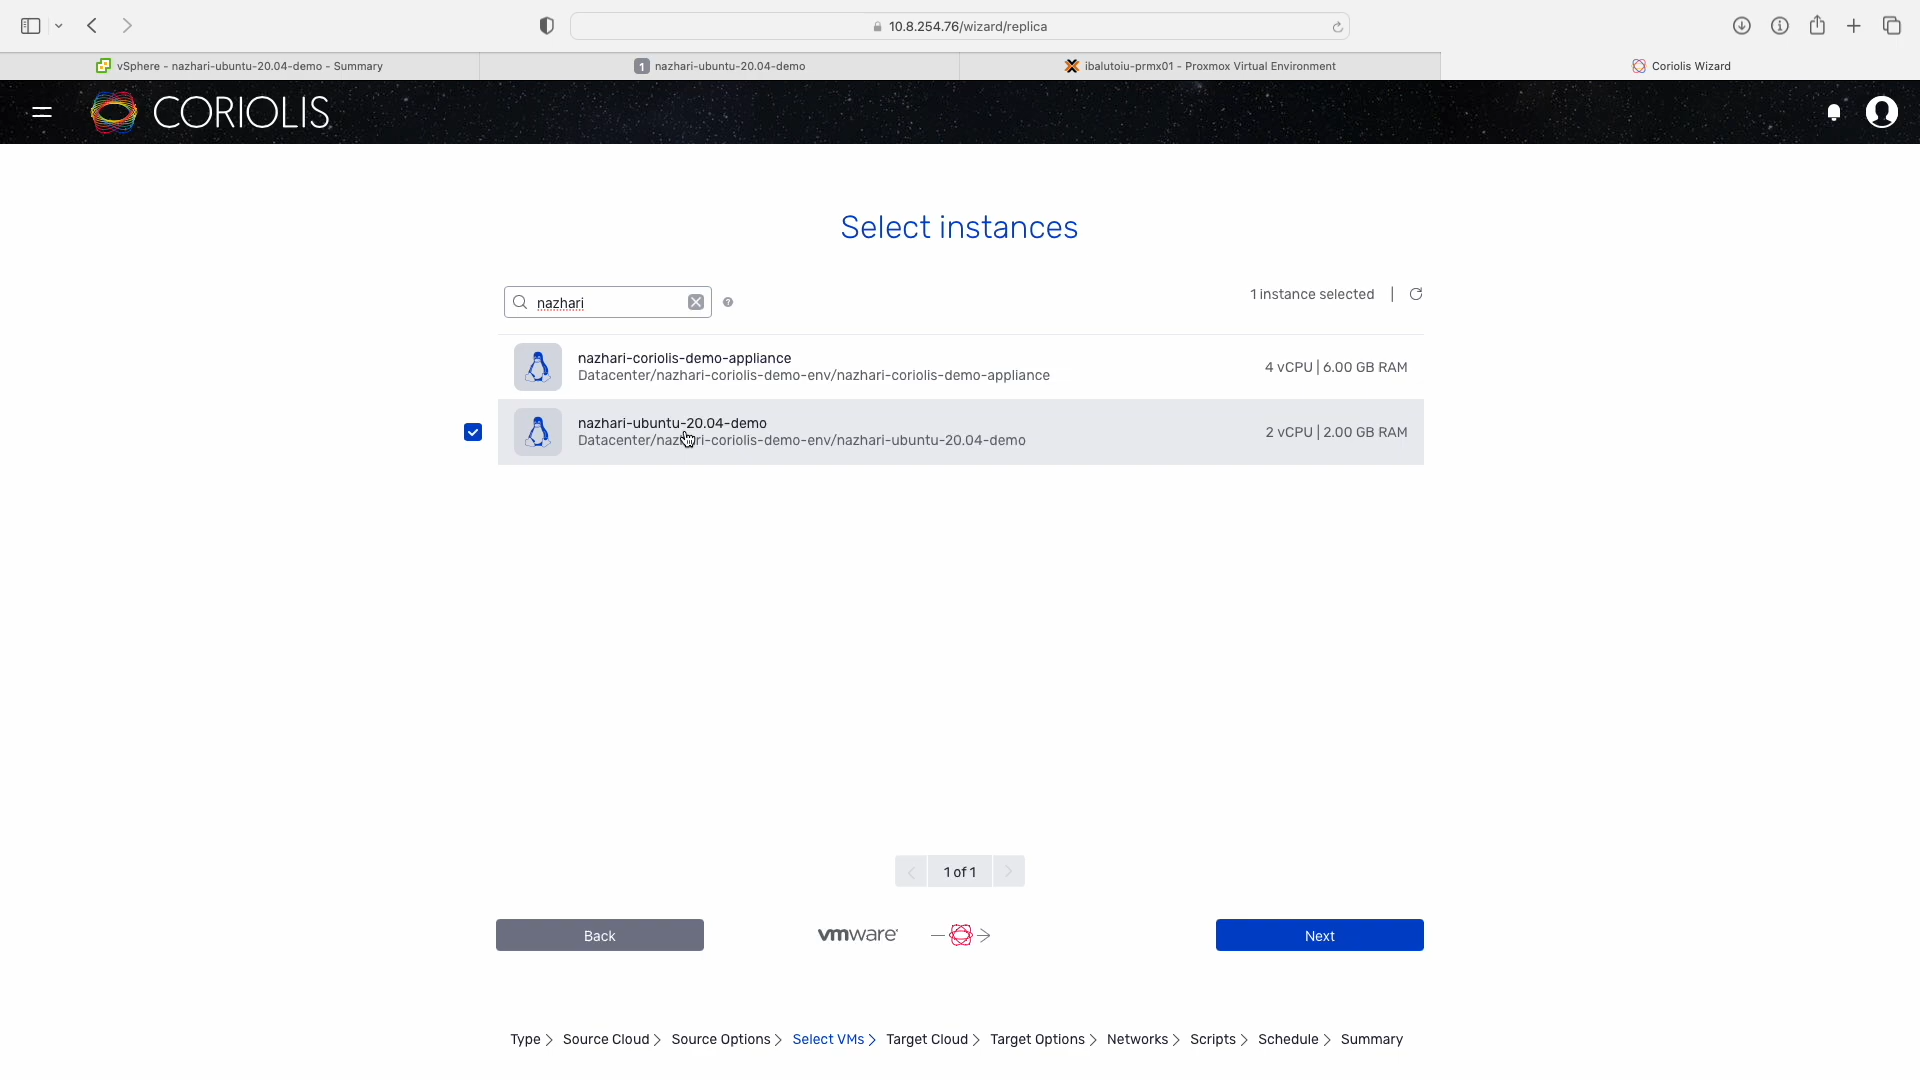 10.8.254.76/wizard/replica
vSphere - nazhari-ubuntu-20.04-demo - Summary
1 nazhari-ubuntu-20.04-demo
ibalutoiu-prmx01 - Proxmox Virtual Environment
Coriolis Wizard
CORIOLIS
Select instances
nazhari
1 instance selected |
nazhari-coriolis-demo-appliance
Datacenter/nazhari-coriolis-demo-env/nazhari-coriolis-demo-appliance
4 vCPU | 6.00 GB RAM
nazhari-ubuntu-20.04-demo
Datacenter/nazhari-coriolis-demo-env/nazhari-ubuntu-20.04-demo
2 vCPU | 2.00 GB RAM
1 of 1
Back
vmware
Next
Type > Source Cloud > Source Options > Select VMs > Target Cloud > Target Options > Networks > Scripts > Schedule > Summary